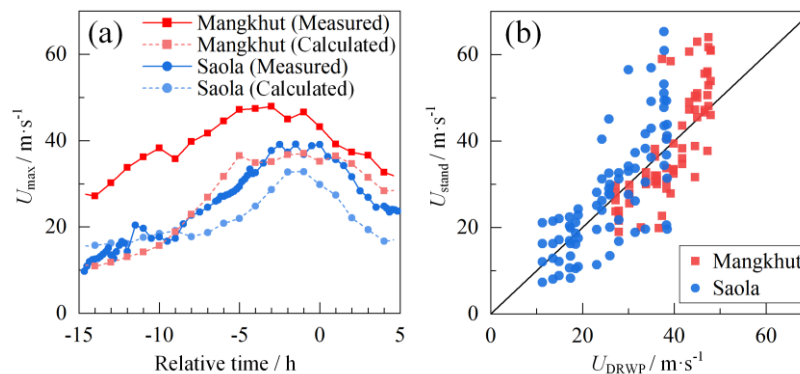 (a)
Mangkhut (Measured)
Mangkhut (Calculated)
Saola (Measured)
Saola (Calculated)
60
40
20
0
U_max / m·s⁻¹
-15 -10 -5 0 5
Relative time / h
(b)
60
40
20
0
U_stand / m·s⁻¹
Mangkhut
Saola
0 20 40 60
U_DRWP / m·s⁻¹